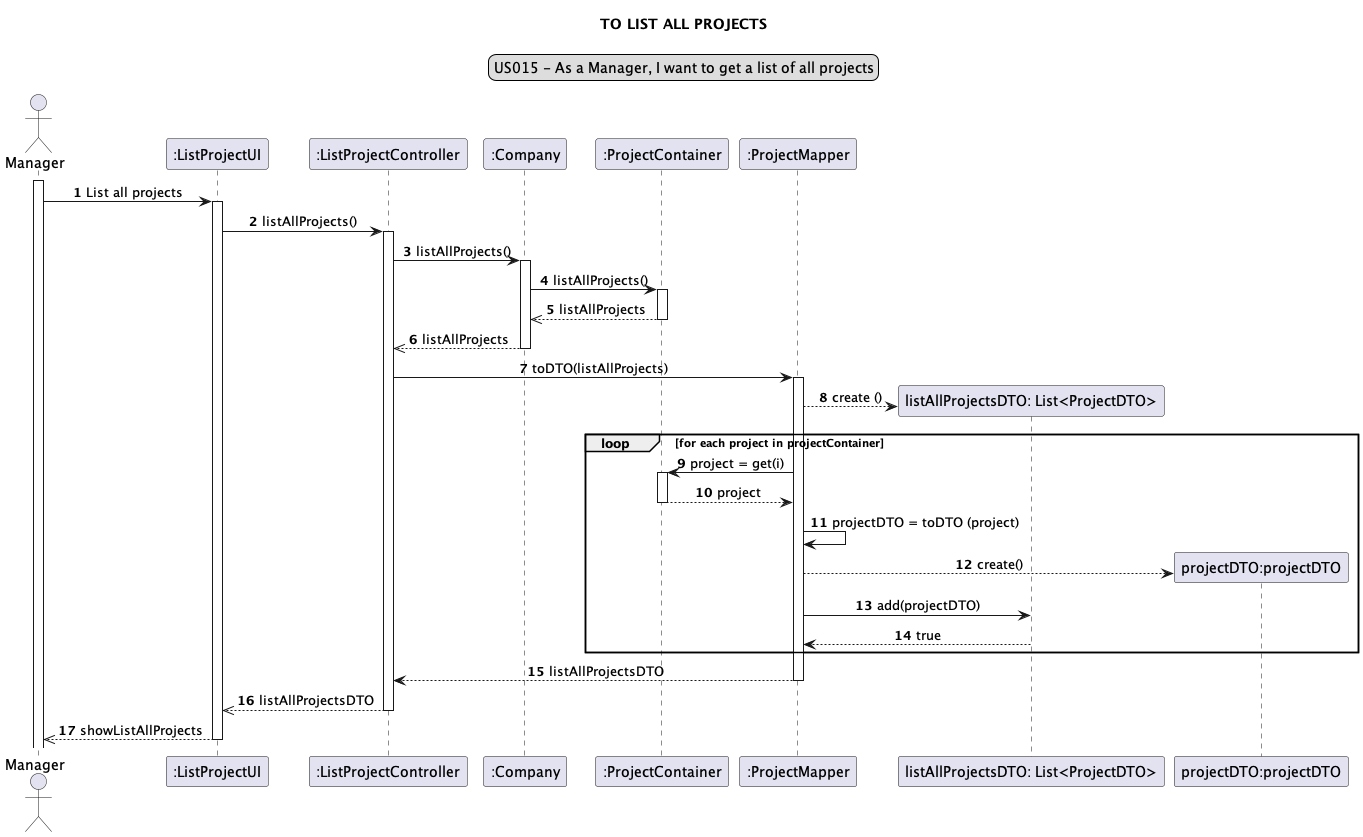 TO LIST ALL PROJECTS
US015 - As a Manager, I want to get a list of all projects
Manager
:ListProjectUI
:ListProjectController
:Company
:ProjectContainer
:ProjectMapper
1 List all projects
2 listAllProjects()
3 listAllProjects()
4 listAllProjects()
5 listAllProjects
6 listAllProjects
7 toDTO(listAllProjects)
8 create ()
listAllProjectsDTO: List<ProjectDTO>
loop
[for each project in projectContainer]
9 project = get(i)
10 project
11 projectDTO = toDTO (project)
12 create()
projectDTO:projectDTO
13 add(projectDTO)
14 true
15 listAllProjectsDTO
16 listAllProjectsDTO
17 showListAllProjects
Manager
:ListProjectUI
:ListProjectController
:Company
:ProjectContainer
:ProjectMapper
listAllProjectsDTO: List<ProjectDTO>
projectDTO:projectDTO